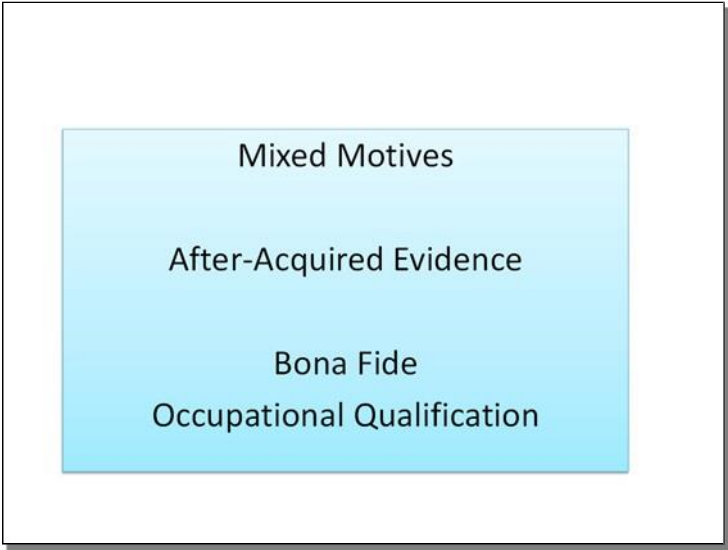 Mixed Motives
After-Acquired Evidence
Bona Fide
Occupational Qualification